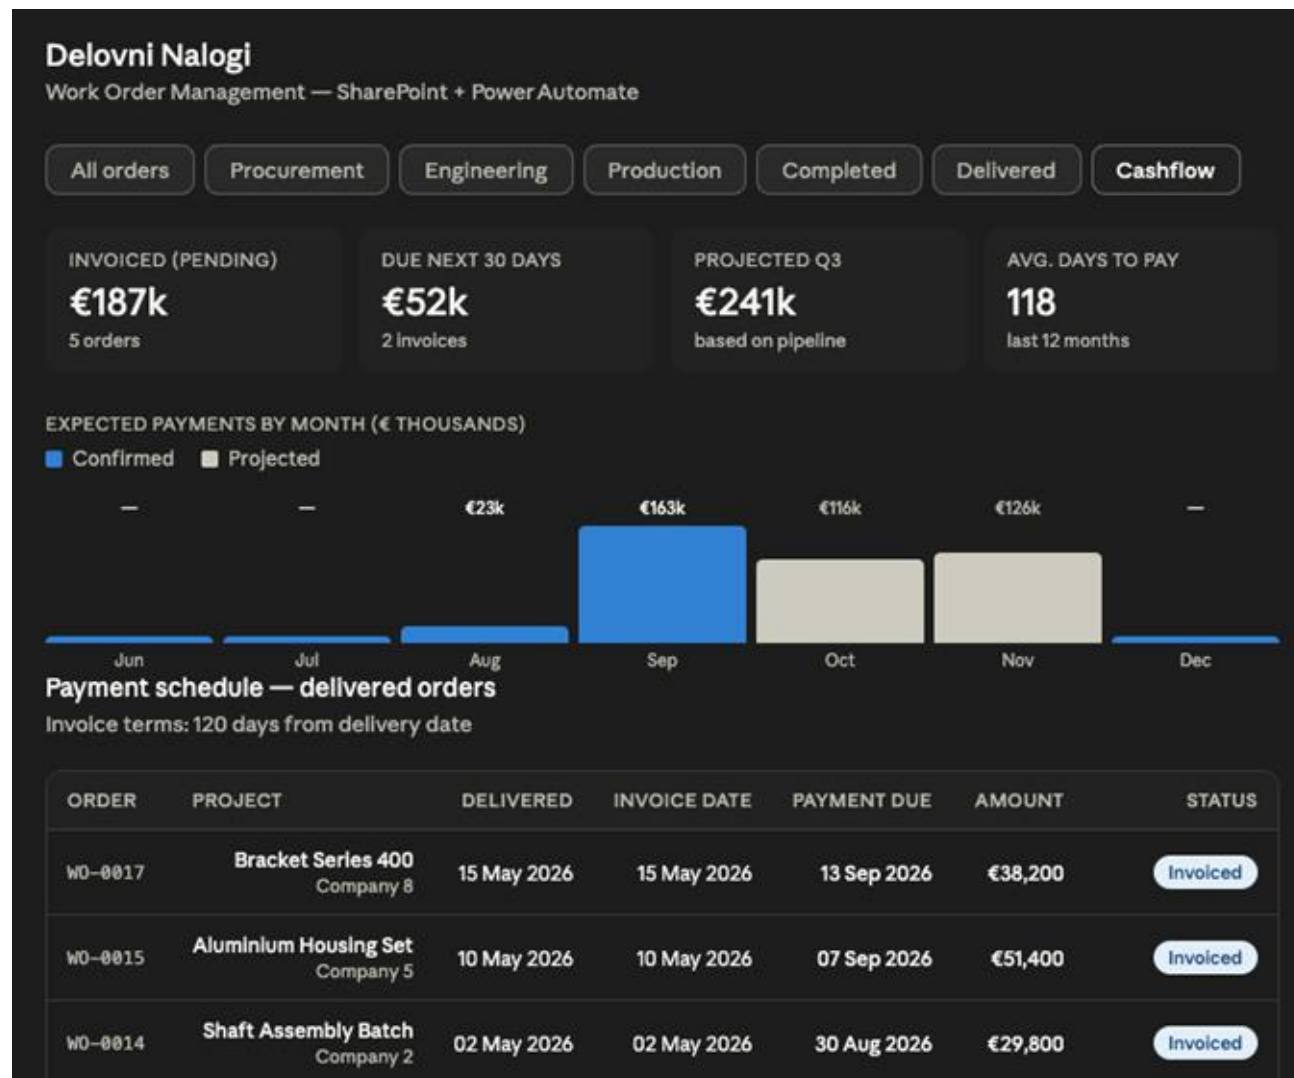 Delovni Nalogi
Work Order Management — SharePoint + Power Automate
All orders Procurement Engineering Production Completed Delivered Cashflow
INVOICED (PENDING) DUE NEXT 30 DAYS PROJECTED Q3 AVG. DAYS TO PAY
€187k €52k €241k 118
5 orders 2 invoices based on pipeline last 12 months
EXPECTED PAYMENTS BY MONTH (€ THOUSANDS)
Confirmed Projected
— — €23k €163k €116k €126k —
Jun Jul Aug Sep Oct Nov Dec
Payment schedule — delivered orders
Invoice terms: 120 days from delivery date
ORDER PROJECT DELIVERED INVOICE DATE PAYMENT DUE AMOUNT STATUS
WO-0017 Bracket Series 400 15 May 2026 15 May 2026 13 Sep 2026 €38,200 Invoiced
Company 8
WO-0015 Aluminium Housing Set 10 May 2026 10 May 2026 07 Sep 2026 €51,400 Invoiced
Company 5
WO-0014 Shaft Assembly Batch 02 May 2026 02 May 2026 30 Aug 2026 €29,800 Invoiced
Company 2